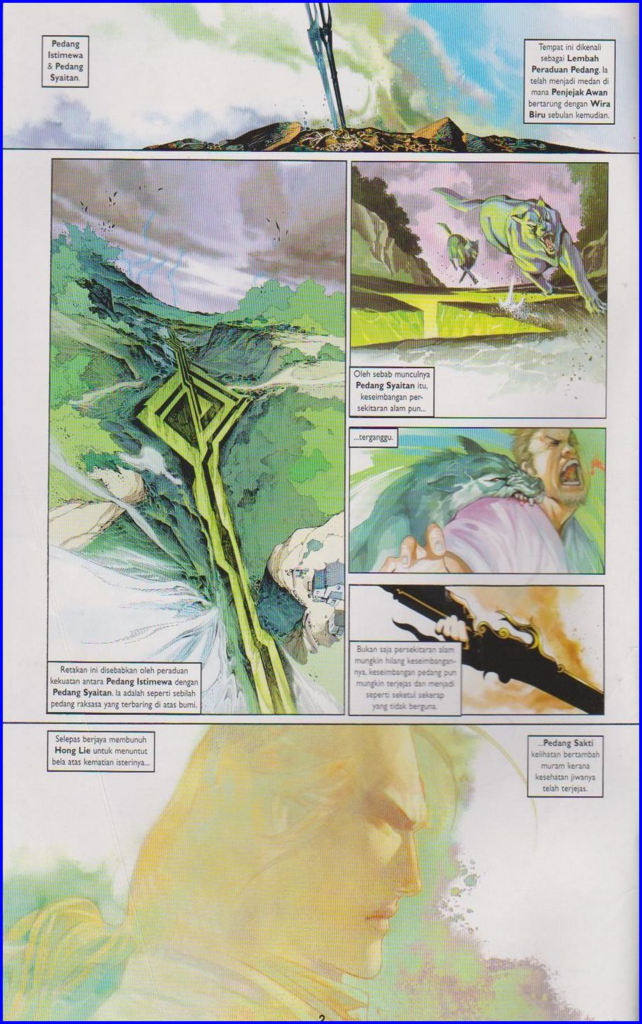 Pedang
Istimewa
& Pedang
Syaitan.
Tempat ini dikenali
sebagai Lembah
Peraduan Pedang. Ia
telah menjadi medan di
mana Penjejak Awan
bertarung dengan Wira
Biru sebulan kemudian.
Retakan ini disebabkan oleh peraduan
kekuatan antara Pedang Istimewa dengan
Pedang Syaitan. Ia adalah seperti sebilah
pedang raksasa yang terbaring di atas bumi.
Oleh sebab munculnya
Pedang Syaitan itu,
keseimbangan per-
sekitaran alam pun...
...terganggu.
Bukan saja persekitaran alam
mungkin hilang keseimbangan-
nya, keseimbangan pedang pun
mungkin terjejas dan menjadi
seperti seketul sekerap
yang tidak berguna.
Selepas berjaya membunuh
Hong Lie untuk menuntut
bela atas kematian isterinya...
...Pedang Sakti
kelihatan bertambah
muram kerana
kesehatan jiwanya
telah terjejas.
2